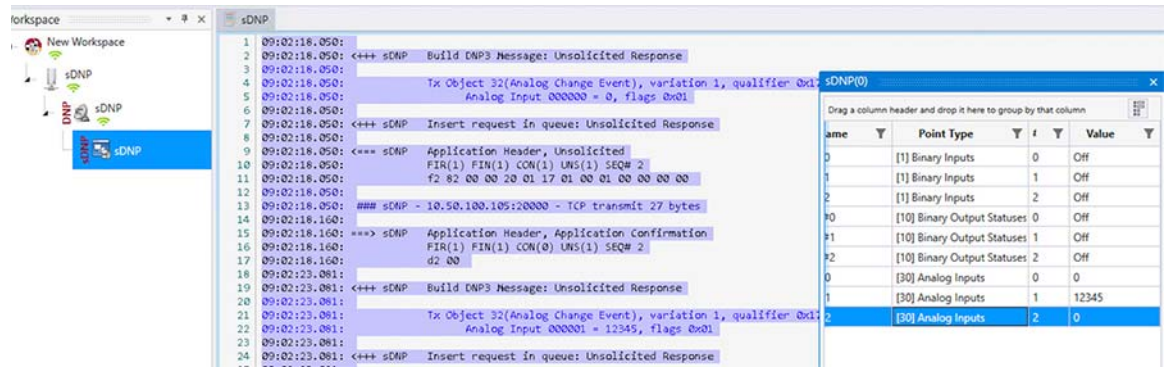 orkspace
sDNP
New Workspace
sDNP
DNP
sDNP
sDNP
sDNP
1 09:02:18.050:
2 09:02:18.050: <+++ sDNP Build DNP3 Message: Unsolicited Response
3 09:02:18.050:
4 09:02:18.050: Tx Object 32(Analog Change Event), variation 1, qualifier 0x17
5 09:02:18.050: Analog Input 000000 = 0, flags 0x01
6 09:02:18.050:
7 09:02:18.050: <+++ sDNP Insert request in queue: Unsolicited Response
8 09:02:18.050:
9 09:02:18.050: <=== sDNP Application Header, Unsolicited
10 09:02:18.050: FIR(1) FIN(1) CON(1) UNS(1) SEQ# 2
11 09:02:18.050: f2 82 00 00 20 01 17 01 00 01 00 00 00 00
12 09:02:18.050:
13 09:02:18.050: ### sDNP - 10.50.100.105:20000 - TCP transmit 27 bytes
14 09:02:18.160:
15 09:02:18.160: ===> sDNP Application Header, Application Confirmation
16 09:02:18.160: FIR(1) FIN(1) CON(0) UNS(1) SEQ# 2
17 09:02:18.160: d2 00
18 09:02:23.081:
19 09:02:23.081: <+++ sDNP Build DNP3 Message: Unsolicited Response
20 09:02:23.081:
21 09:02:23.081: Tx Object 32(Analog Change Event), variation 1, qualifier 0x17
22 09:02:23.081: Analog Input 000001 = 12345, flags 0x01
23 09:02:23.081:
24 09:02:23.081: <+++ sDNP Insert request in queue: Unsolicited Response
sDNP(0)
Drag a column header and drop it here to group by that column
ame Point Type # Value
0 [1] Binary Inputs 0 Off
1 [1] Binary Inputs 1 Off
2 [1] Binary Inputs 2 Off
#0 [10] Binary Output Statuses 0 Off
#1 [10] Binary Output Statuses 1 Off
#2 [10] Binary Output Statuses 2 Off
0 [30] Analog Inputs 0 0
1 [30] Analog Inputs 1 12345
2 [30] Analog Inputs 2 0